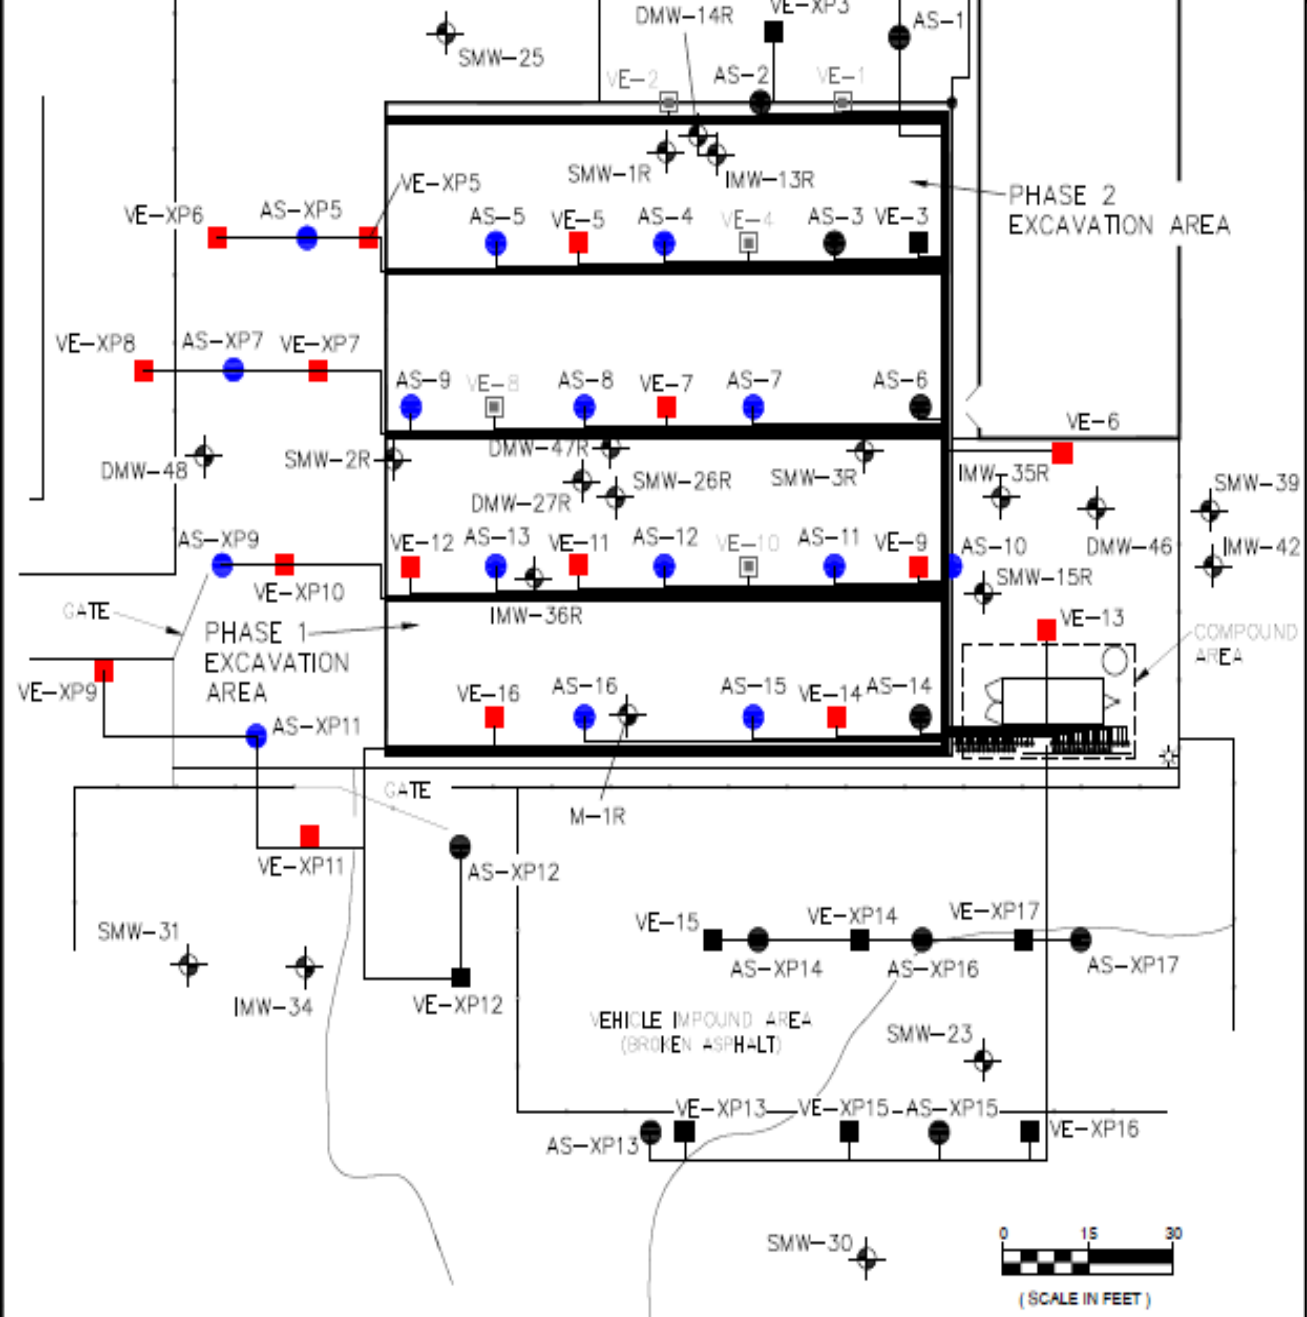 VE-XP3
DMW-14R
AS-1
SMW-25
VE-2
AS-2
VE-1
SMW-1R
IMW-13R
VE-XP5
PHASE 2
EXCAVATION AREA
VE-XP6
AS-XP5
AS-5
VE-5
AS-4
VE-4
AS-3
VE-3
VE-XP8
AS-XP7
VE-XP7
AS-9
VE-8
AS-8
VE-7
AS-7
AS-6
VE-6
DMW-48
SMW-2R
DMW-47R
SMW-26R
DMW-27R
SMW-3R
IMW-35R
SMW-39
AS-XP9
VE-12
AS-13
VE-11
AS-12
VE-10
AS-11
VE-9
AS-10
DMW-46
IMW-42
VE-XP10
SMW-15R
GATE
IMW-36R
VE-13
PHASE 1
EXCAVATION
AREA
COMPOUND
AREA
VE-XP9
VE-16
AS-16
AS-15
VE-14
AS-14
AS-XP11
GATE
M-1R
VE-XP11
AS-XP12
SMW-31
VE-15
VE-XP14
VE-XP17
AS-XP14
AS-XP16
AS-XP17
IMW-34
VE-XP12
VEHICLE IMPOUND AREA
(BROKEN ASPHALT)
SMW-23
VE-XP13
VE-XP15
AS-XP15
VE-XP16
AS-XP13
SMW-30
0 15 30
( SCALE IN FEET )